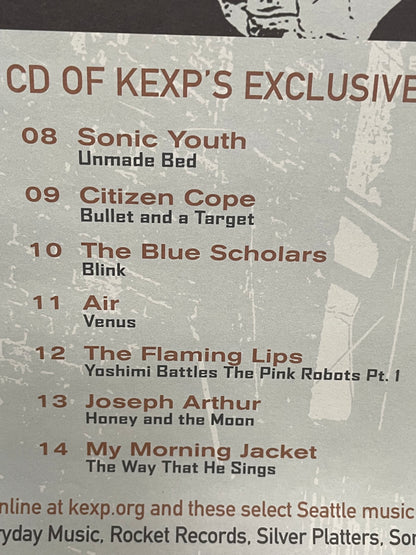 CD OF KEXP'S EXCLUSIVE
08 Sonic Youth
Unmade Bed
09 Citizen Cope
Bullet and a Target
10 The Blue Scholars
Blink
11 Air
Venus
12 The Flaming Lips
Yoshimi Battles The Pink Robots Pt. 1
13 Joseph Arthur
Honey and the Moon
14 My Morning Jacket
The Way That He Sings
nline at kexp.org and these select Seattle music
ryday Music, Rocket Records, Silver Platters, Son